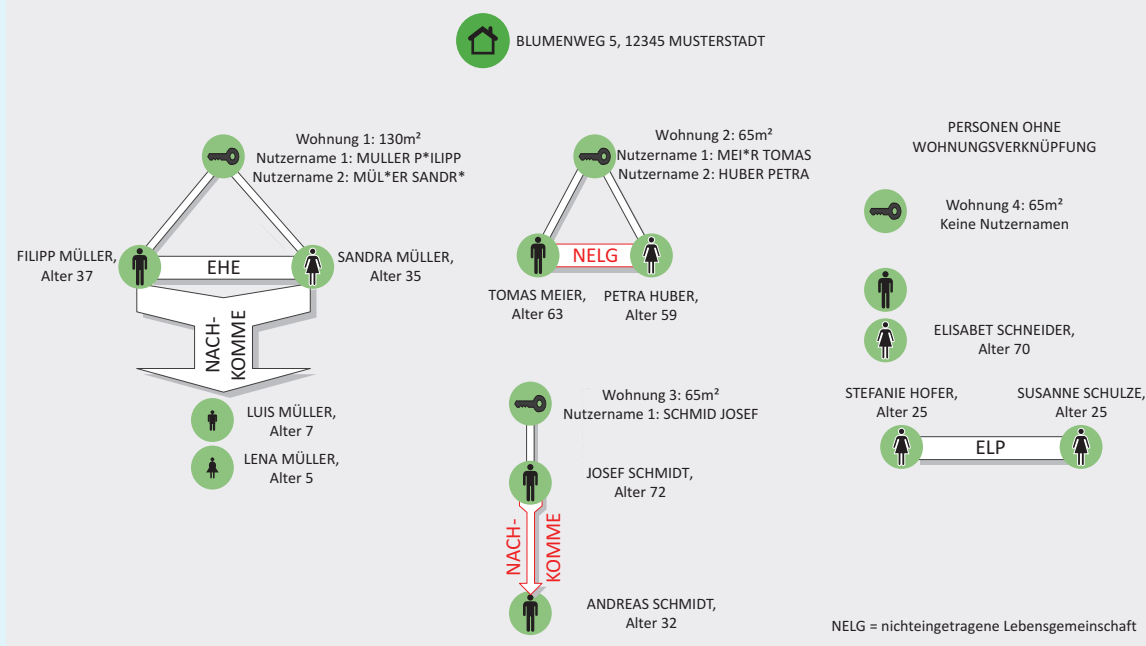 BLUMENWEG 5, 12345 MUSTERSTADT
Wohnung 1: 130m²
Nutzername 1: MULLER P*ILIPP
Nutzername 2: MÜL*ER SANDR*
FILIPP MÜLLER,
Alter 37
EHE
SANDRA MÜLLER,
Alter 35
NACH-
KOMME
LUIS MÜLLER,
Alter 7
LENA MÜLLER,
Alter 5
Wohnung 2: 65m²
Nutzername 1: MEI*R TOMAS
Nutzername 2: HUBER PETRA
NELG
TOMAS MEIER,
Alter 63
PETRA HUBER,
Alter 59
Wohnung 3: 65m²
Nutzername 1: SCHMID JOSEF
JOSEF SCHMIDT,
Alter 72
NACH-
KOMME
ANDREAS SCHMIDT,
Alter 32
PERSONEN OHNE
WOHNUNGSVERKNÜPFUNG
Wohnung 4: 65m²
Keine Nutzernamen
ELISABET SCHNEIDER,
Alter 70
STEFANIE HOFER,
Alter 25
SUSANNE SCHULZE,
Alter 25
ELP
NELG = nichteingetragene Lebensgemeinschaft